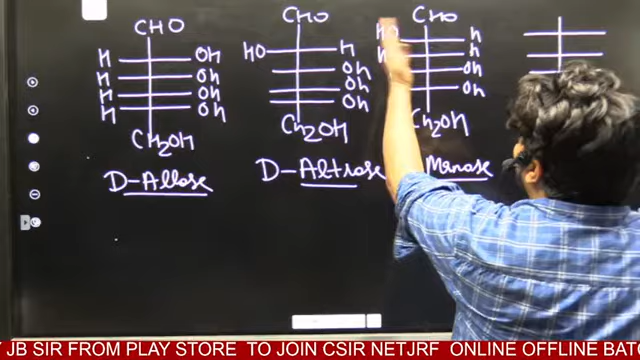 CHO
H OH
H OH
H OH
H OH
CH2OH
D-Allose
CHO
HO H
OH
OH
OH
CH2OH
D-Altrose
CHO
HO H
H
OH
OH
CH2OH
Manose
JB SIR FROM PLAY STORE TO JOIN CSIR NETJRF ONLINE OFFLINE BAT